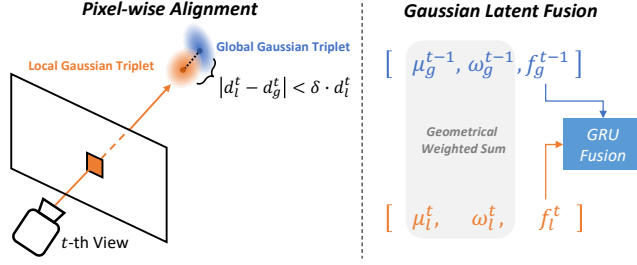 Pixel-wise Alignment
Global Gaussian Triplet
Local Gaussian Triplet
|d_l^t − d_g^t| < δ · d_l^t
t-th View
Gaussian Latent Fusion
[ μ_g^{t−1}, ω_g^{t−1}, f_g^{t−1} ]
Geometrical
Weighted Sum
GRU
Fusion
[ μ_l^t, ω_l^t, f_l^t ]